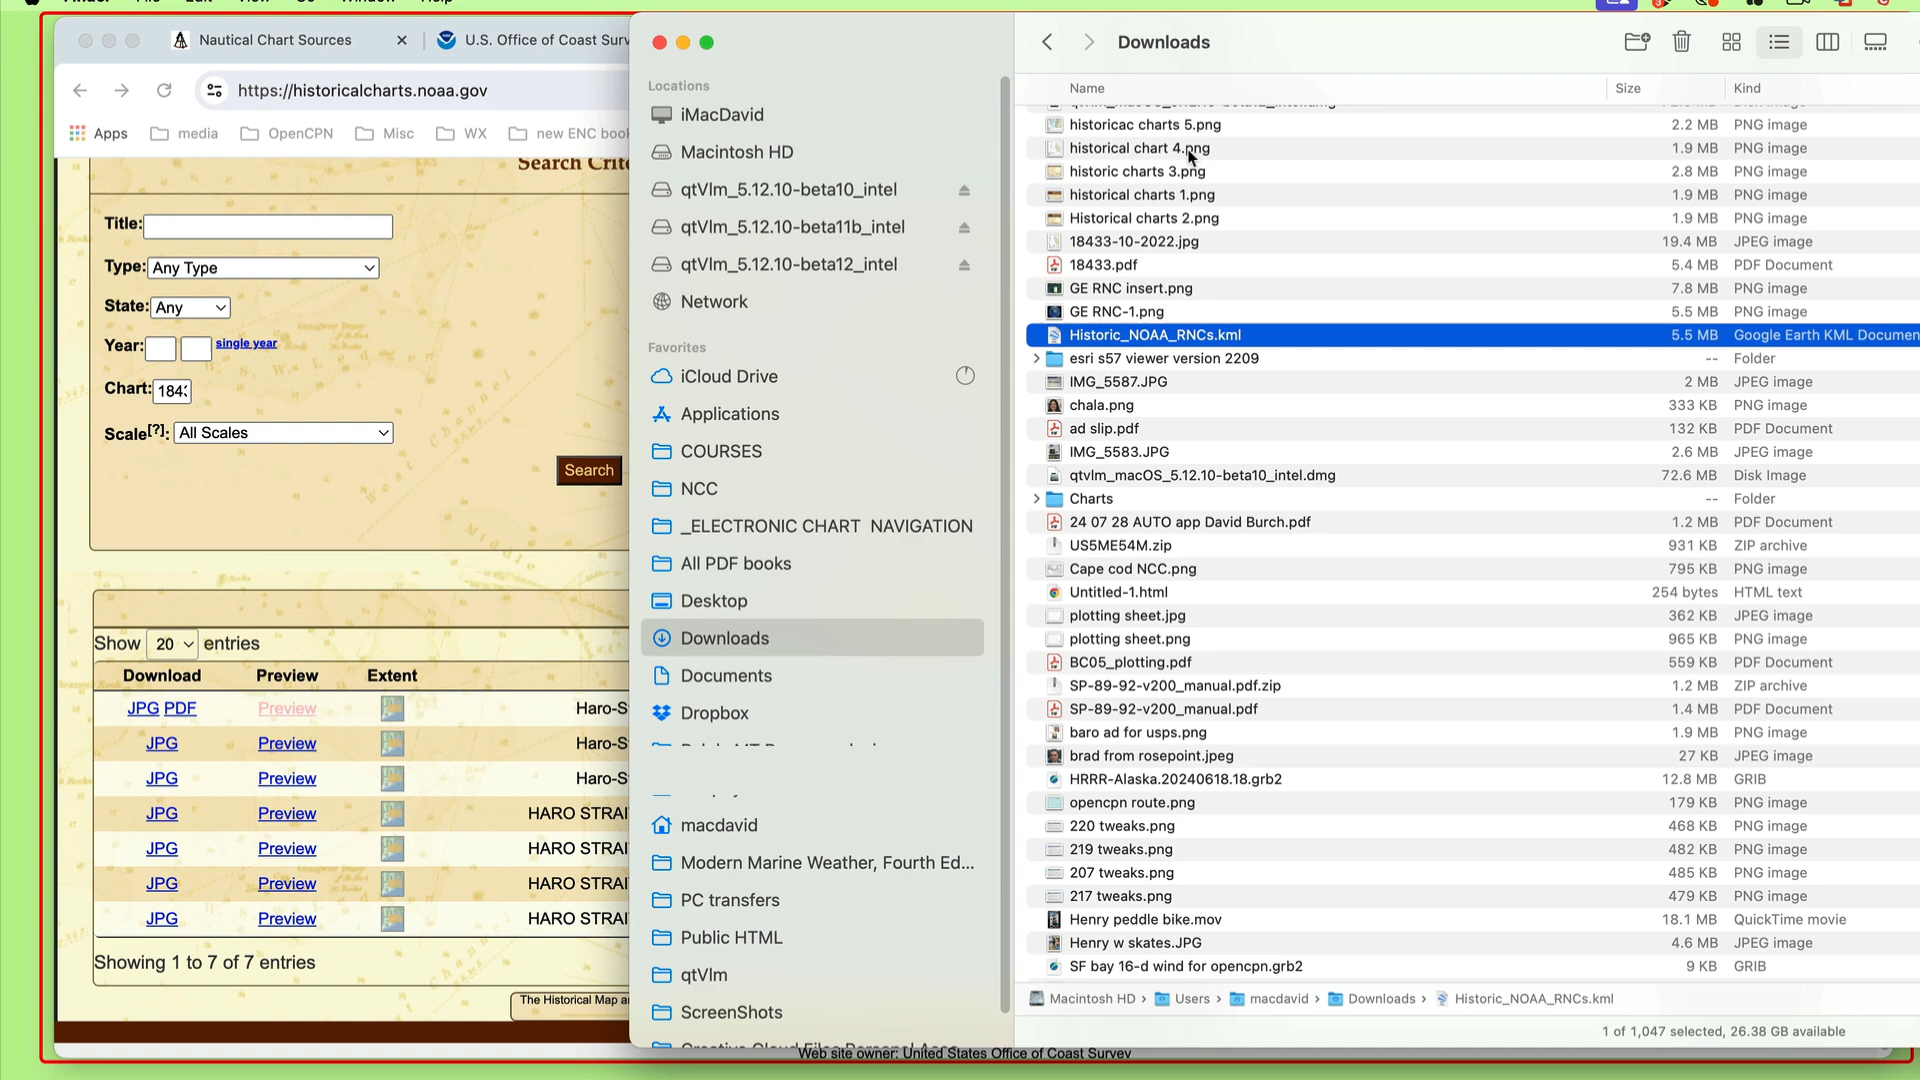 Nautical Chart Sources
U.S. Office of Coast Surv
https://historicalcharts.noaa.gov
Apps
media
OpenCPN
Misc
WX
new ENC book
Search Crite
Title:
Type: Any Type
State: Any
Year: single year
Chart: 184
Scale[?]: All Scales
Search
Show 20 entries
Download Preview Extent
JPG PDF Preview Haro-S
JPG Preview Haro-S
JPG Preview Haro-S
JPG Preview HARO STRAI
JPG Preview HARO STRAI
JPG Preview HARO STRAI
JPG Preview HARO STRAI
Showing 1 to 7 of 7 entries
The Historical Map a
Web site owner: United States Office of Coast Survey
Locations
iMacDavid
Macintosh HD
qtVlm_5.12.10-beta10_intel
qtVlm_5.12.10-beta11b_intel
qtVlm_5.12.10-beta12_intel
Network
Favorites
iCloud Drive
Applications
COURSES
NCC
_ELECTRONIC CHART NAVIGATION
All PDF books
Desktop
Downloads
Documents
Dropbox
macdavid
Modern Marine Weather, Fourth Ed...
PC transfers
Public HTML
qtVlm
ScreenShots
Downloads
Name Size Kind
historicac charts 5.png 2.2 MB PNG image
historical chart 4.png 1.9 MB PNG image
historic charts 3.png 2.8 MB PNG image
historical charts 1.png 1.9 MB PNG image
Historical charts 2.png 1.9 MB PNG image
18433-10-2022.jpg 19.4 MB JPEG image
18433.pdf 5.4 MB PDF Document
GE RNC insert.png 7.8 MB PNG image
GE RNC-1.png 5.5 MB PNG image
Historic_NOAA_RNCs.kml 5.5 MB Google Earth KML Documen
esri s57 viewer version 2209 -- Folder
IMG_5587.JPG 2 MB JPEG image
chala.png 333 KB PNG image
ad slip.pdf 132 KB PDF Document
IMG_5583.JPG 2.6 MB JPEG image
qtvlm_macOS_5.12.10-beta10_intel.dmg 72.6 MB Disk Image
Charts -- Folder
24 07 28 AUTO app David Burch.pdf 1.2 MB PDF Document
US5ME54M.zip 931 KB ZIP archive
Cape cod NCC.png 795 KB PNG image
Untitled-1.html 254 bytes HTML text
plotting sheet.jpg 362 KB JPEG image
plotting sheet.png 965 KB PNG image
BC05_plotting.pdf 559 KB PDF Document
SP-89-92-v200_manual.pdf.zip 1.2 MB ZIP archive
SP-89-92-v200_manual.pdf 1.4 MB PDF Document
baro ad for usps.png 1.9 MB PNG image
brad from rosepoint.jpeg 27 KB JPEG image
HRRR-Alaska.20240618.18.grb2 12.8 MB GRIB
opencpn route.png 179 KB PNG image
220 tweaks.png 468 KB PNG image
219 tweaks.png 482 KB PNG image
207 tweaks.png 485 KB PNG image
217 tweaks.png 479 KB PNG image
Henry peddle bike.mov 18.1 MB QuickTime movie
Henry w skates.JPG 4.6 MB JPEG image
SF bay 16-d wind for opencpn.grb2 9 KB GRIB
Macintosh HD › Users › macdavid › Downloads › Historic_NOAA_RNCs.kml
1 of 1,047 selected, 26.38 GB available